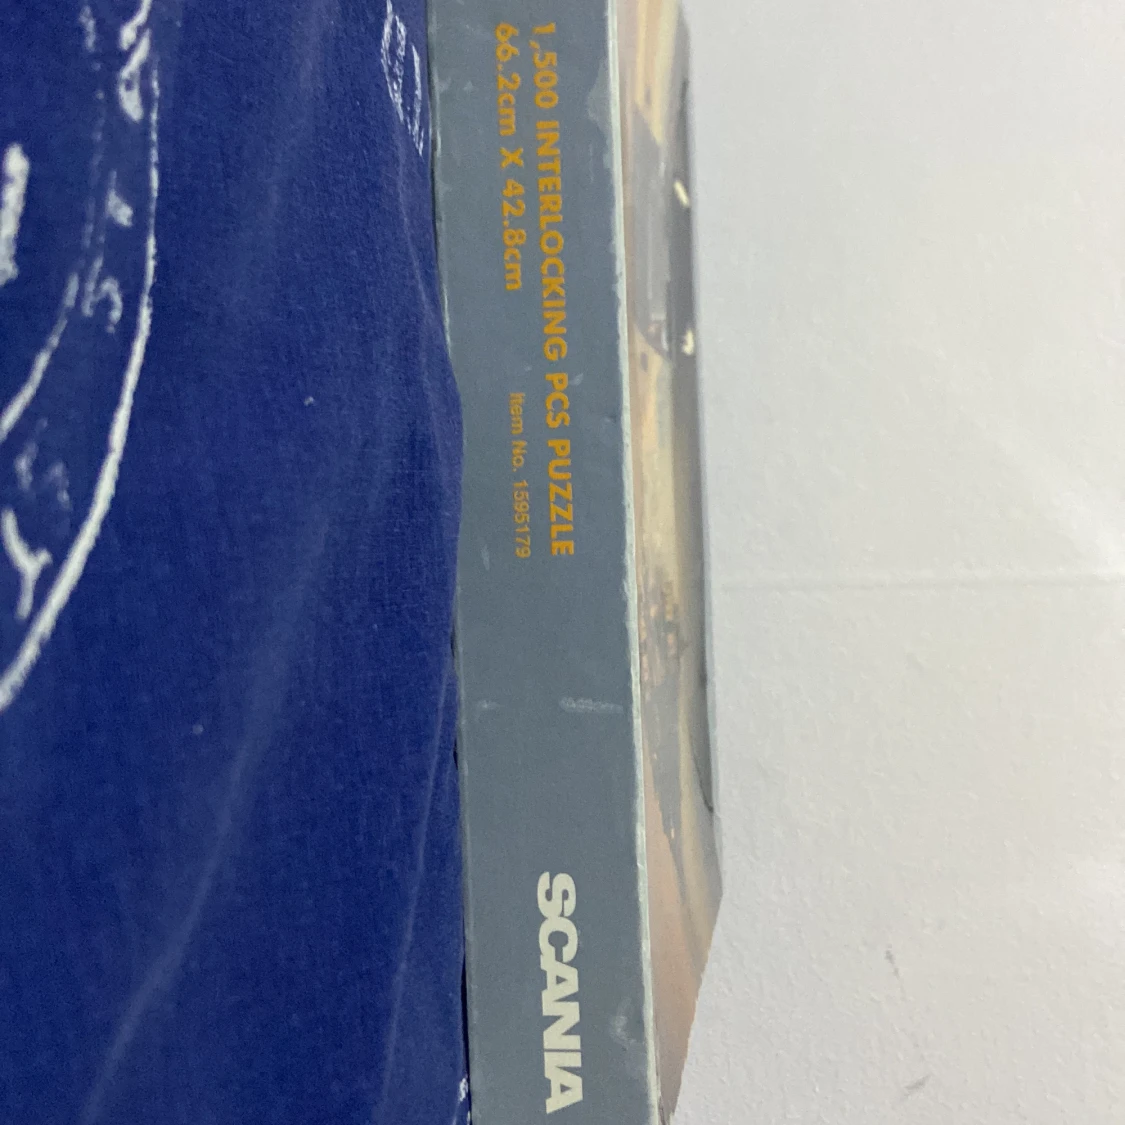 1,500 INTERLOCKING PCS PUZZLE
66.2cm X 42.8cm
Item No. 1595179
SCANIA